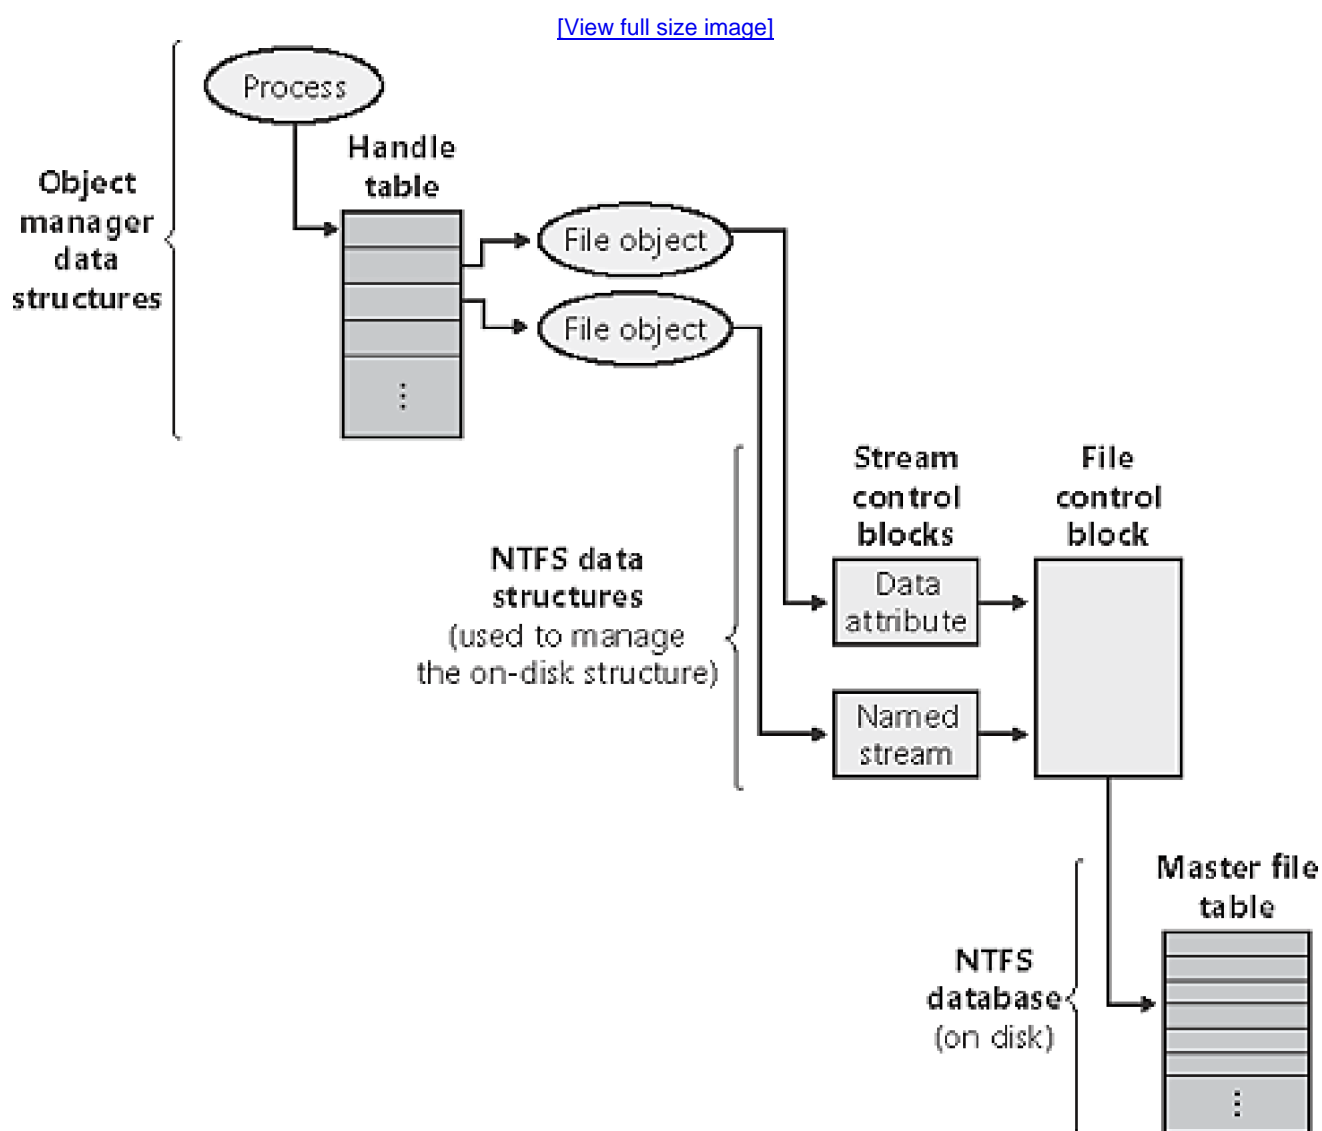 [View full size image]
Process
Handle
table
Object
manager
data
structures
File object
File object
Stream
control
blocks
File
control
block
NTFS data
structures
(used to manage
the on-disk structure)
Data
attribute
Named
stream
Master file
table
NTFS
database
(on disk)